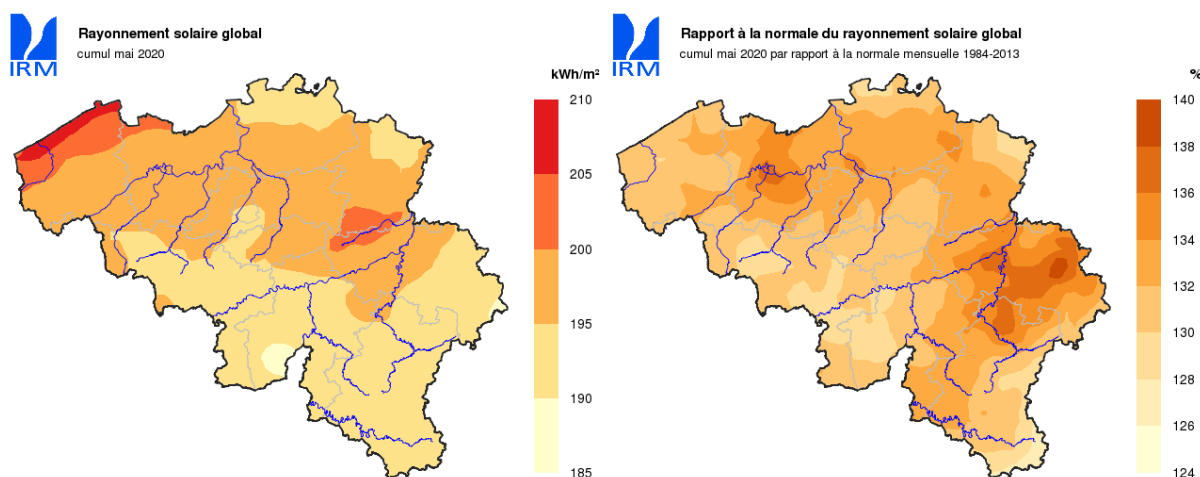 IRM
Rayonnement solaire global
cumul mai 2020
kWh/m²
210
205
200
195
190
185
IRM
Rapport à la normale du rayonnement solaire global
cumul mai 2020 par rapport à la normale mensuelle 1984-2013
%
140
138
136
134
132
130
128
126
124